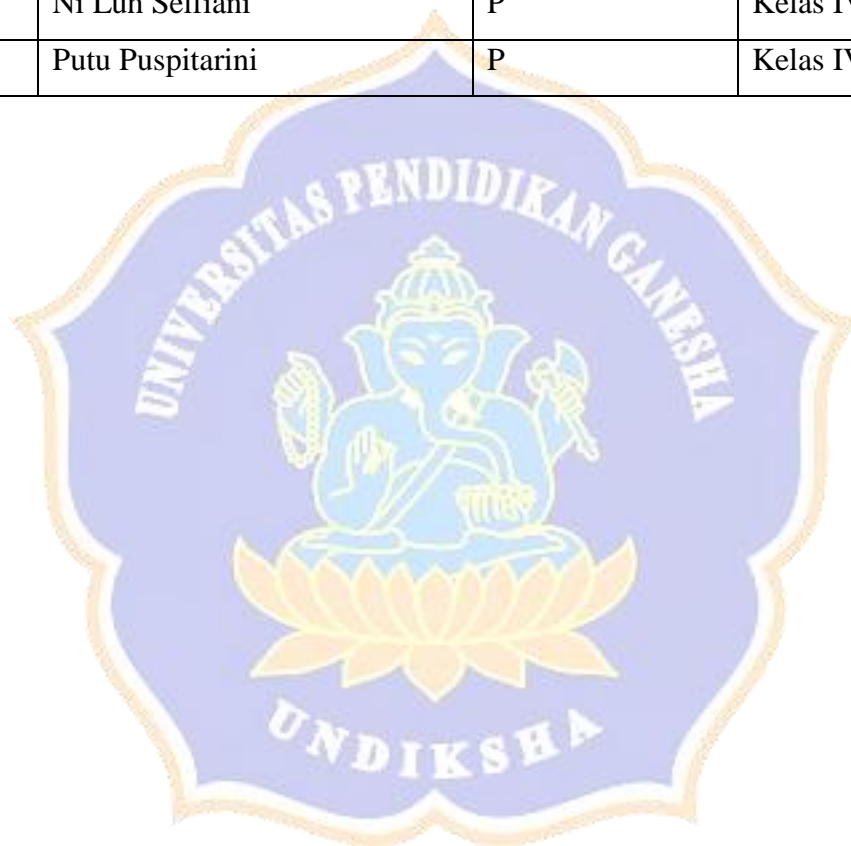 Ni Luh Selfiani P Kelas IV
Putu Puspitarini P Kelas IV
UNIVERSITAS PENDIDIKAN GANESHA
UNDIKSHA